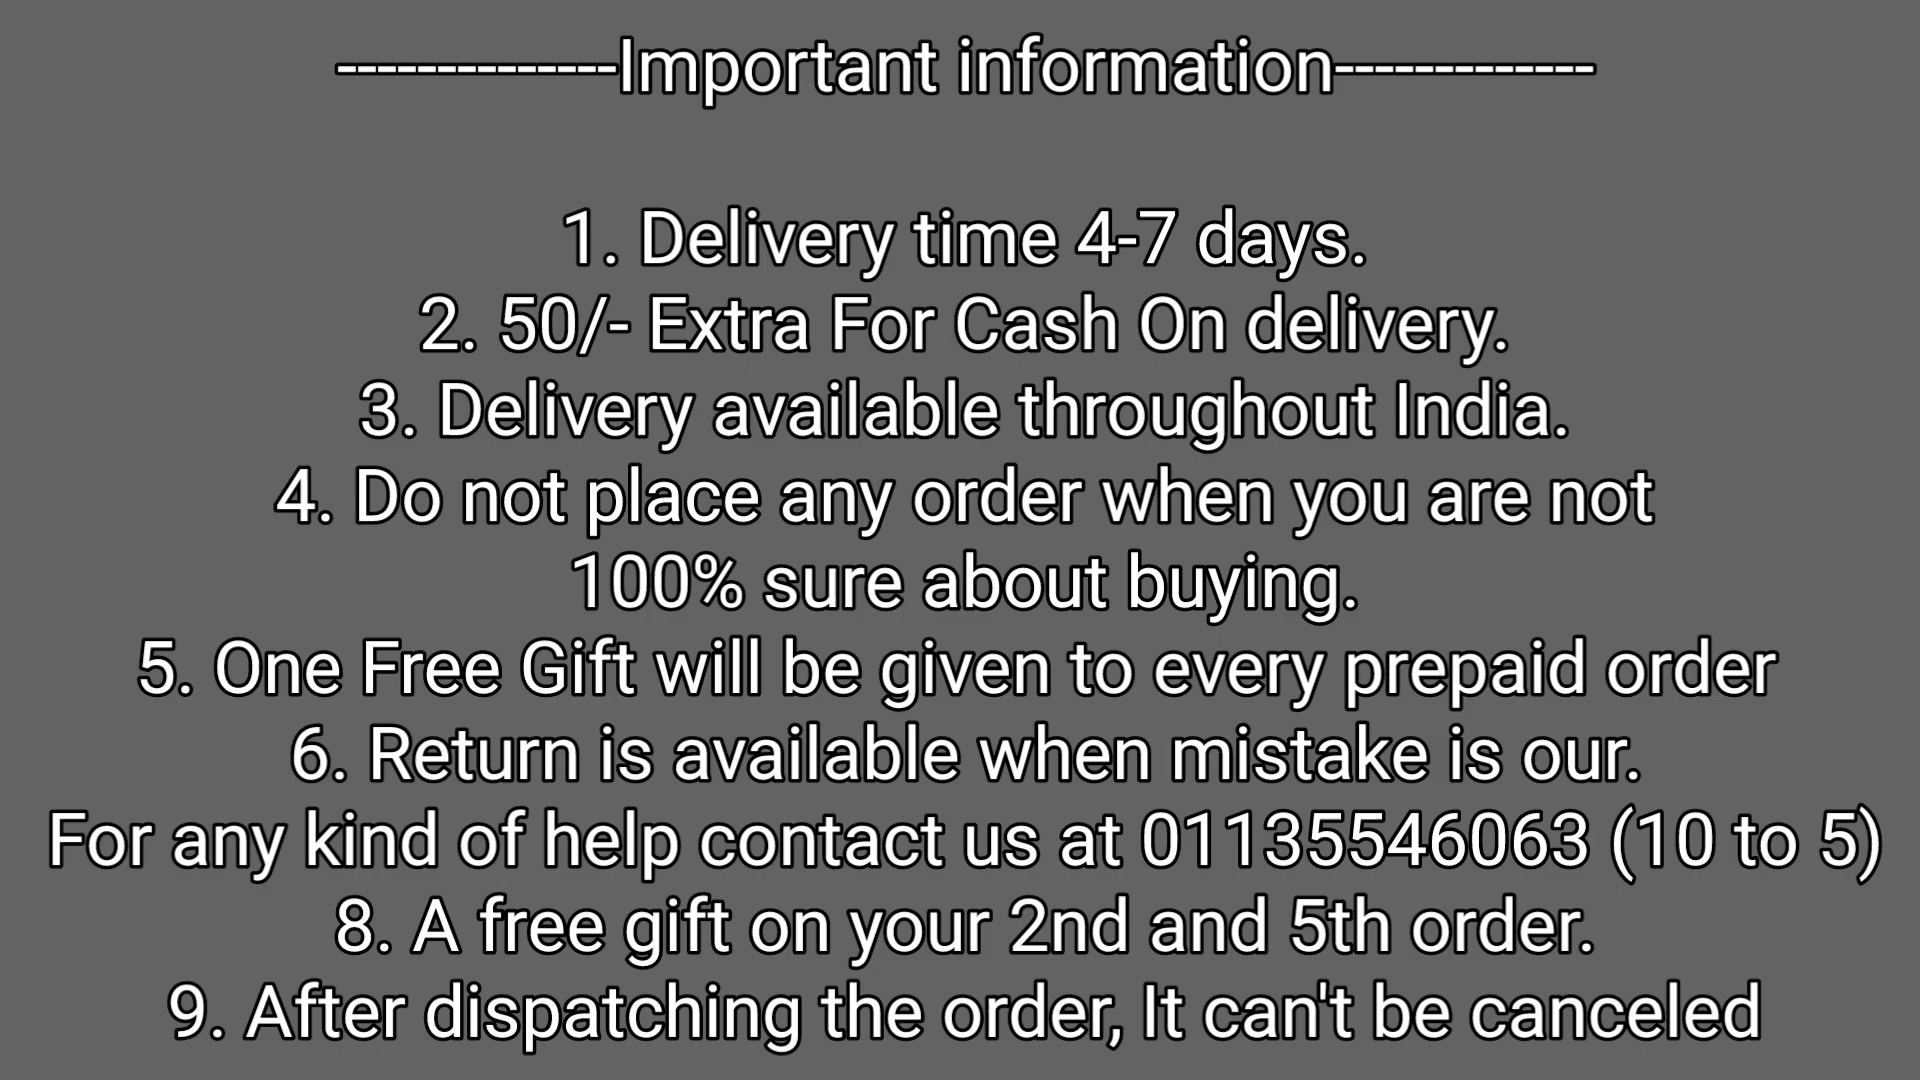 --------------Important information-------------
1. Delivery time 4-7 days.
2. 50/- Extra For Cash On delivery.
3. Delivery available throughout India.
4. Do not place any order when you are not
100% sure about buying.
5. One Free Gift will be given to every prepaid order
6. Return is available when mistake is our.
For any kind of help contact us at 01135546063 (10 to 5)
8. A free gift on your 2nd and 5th order.
9. After dispatching the order, It can't be canceled